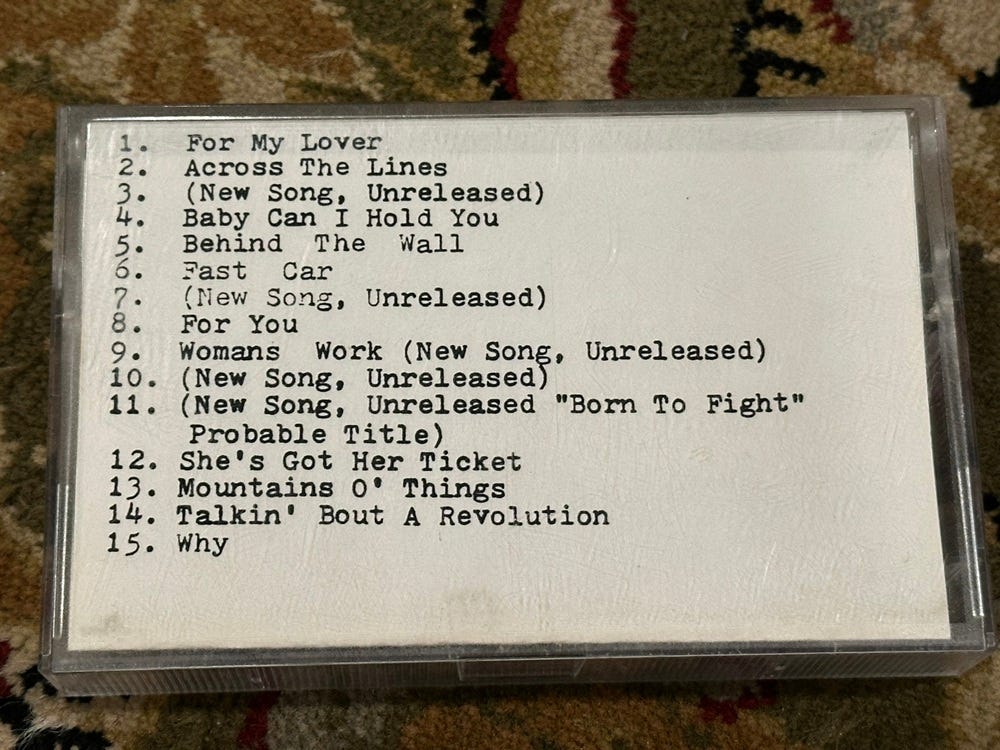 1. For My Lover
2. Across The Lines
3. (New Song, Unreleased)
4. Baby Can I Hold You
5. Behind The Wall
6. Fast Car
7. (New Song, Unreleased)
8. For You
9. Womans Work (New Song, Unreleased)
10. (New Song, Unreleased)
11. (New Song, Unreleased "Born To Fight"
Probable Title)
12. She's Got Her Ticket
13. Mountains O' Things
14. Talkin' Bout A Revolution
15. Why